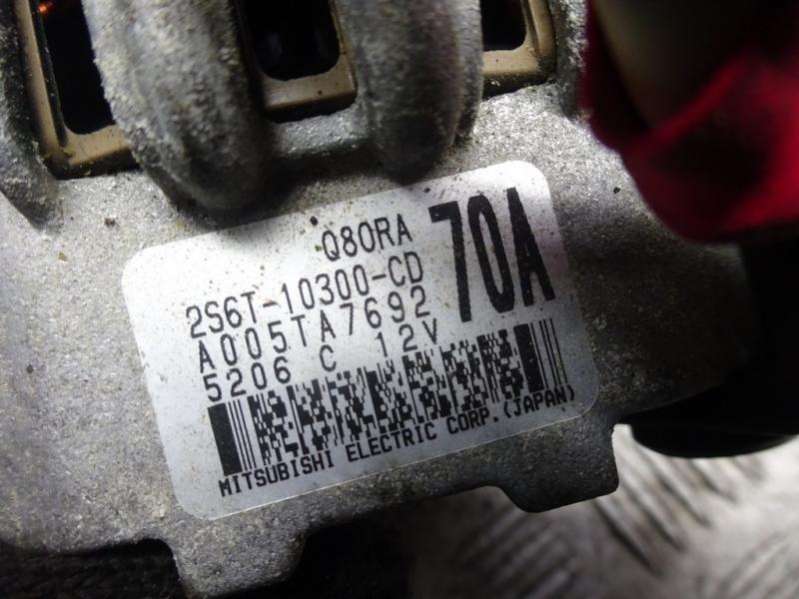 Q80RA
70A
2S6T-10300-CD
A005TA7692
5206 C 12V
MITSUBISHI ELECTRIC CORP.(JAPAN)